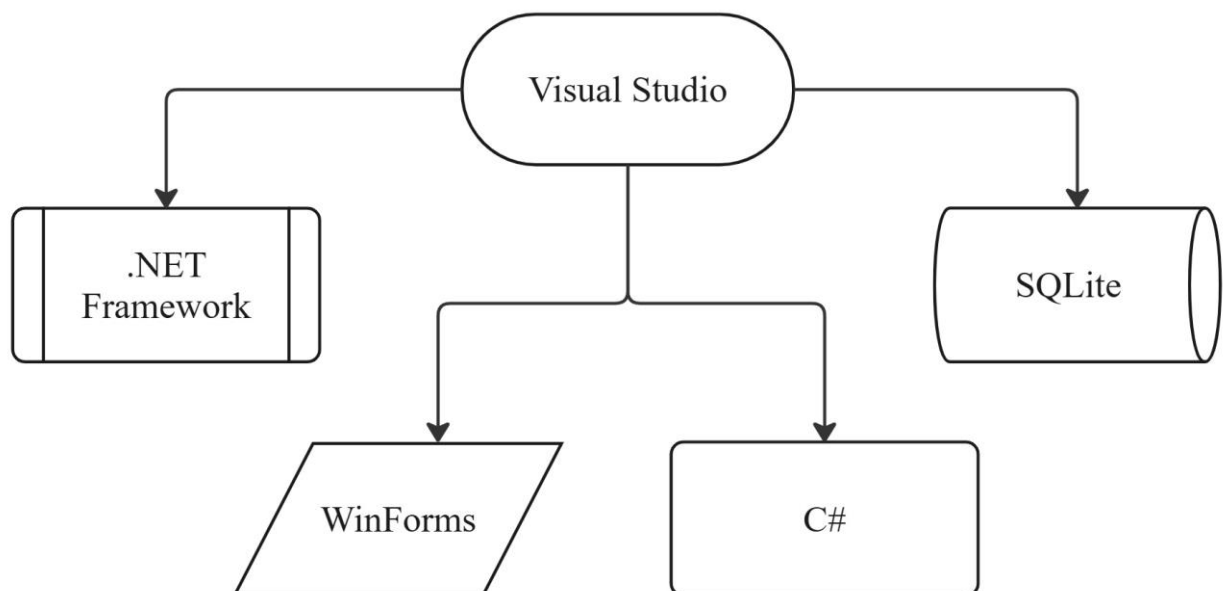 Visual Studio
.NET
Framework
SQLite
WinForms
C#